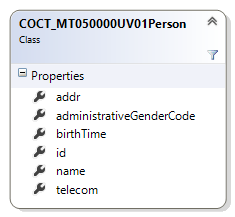 COCT_MT050000UV01Person
Class
Properties
addr
administrativeGenderCode
birthTime
id
name
telecom